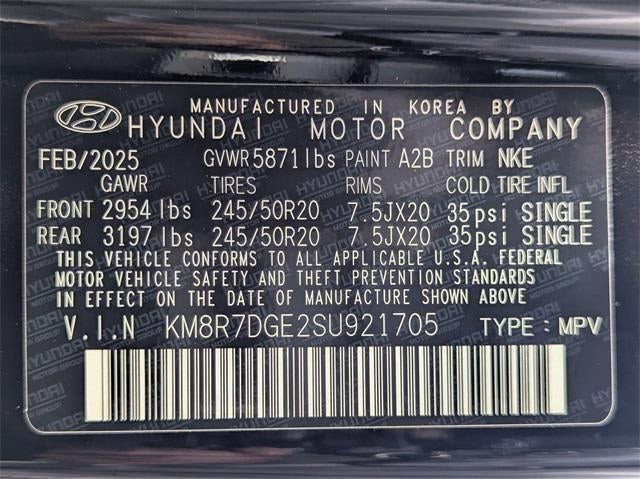 MANUFACTURED IN KOREA BY
HYUNDAI MOTOR COMPANY
FEB/2025 GVWR 5871 lbs PAINT A2B TRIM NKE
GAWR TIRES RIMS COLD TIRE INFL
FRONT 2954 lbs 245/50R20 7.5JX20 35psi SINGLE
REAR 3197 lbs 245/50R20 7.5JX20 35psi SINGLE
THIS VEHICLE CONFORMS TO ALL APPLICABLE U.S.A. FEDERAL
MOTOR VEHICLE SAFETY AND THEFT PREVENTION STANDARDS
IN EFFECT ON THE DATE OF MANUFACTURE SHOWN ABOVE.
V.I.N KM8R7DGE2SU921705 TYPE : MPV